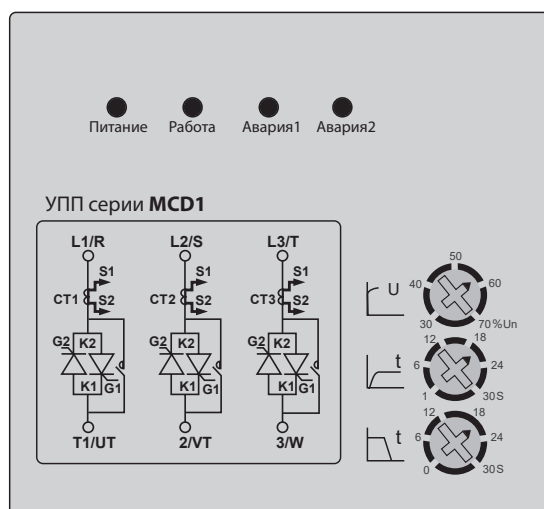 Питание Работа Авария1 Авария2
УПП серии MCD1
L1/R L2/S L3/T
S1 S1 S1
CT1 S2 CT2 S2 CT3 S2
G2 K2 G2 K2 G2 K2
K1 G1 K1 G1 K1 G1
T1/UT 2/VT 3/W
50
40 60
U
30 70%Un
12 18
t
6 24
1 30S
12 18
t
6 24
0 30S